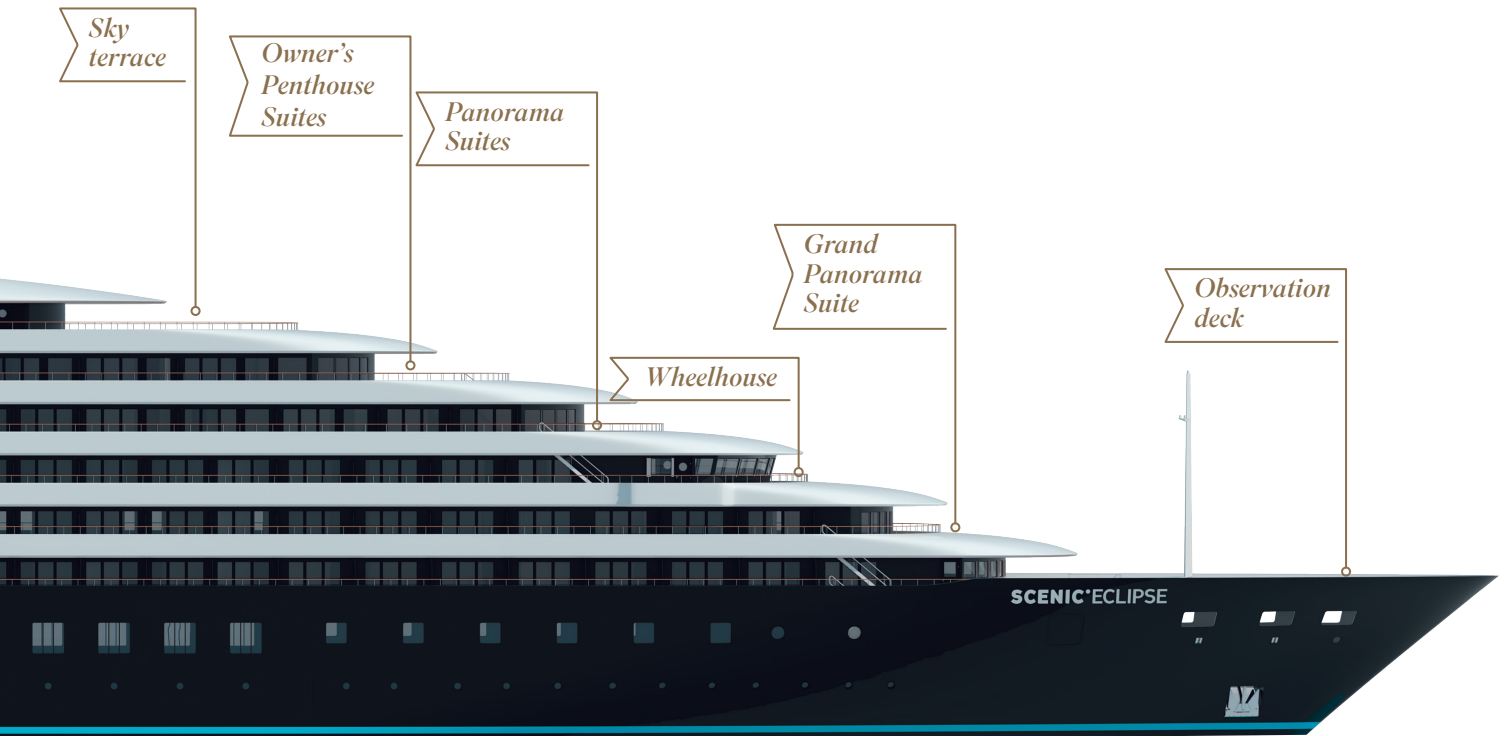 Sky
terrace
Owner’s
Penthouse
Suites
Panorama
Suites
Wheelhouse
Grand
Panorama
Suite
Observation
deck
SCENIC•ECLIPSE